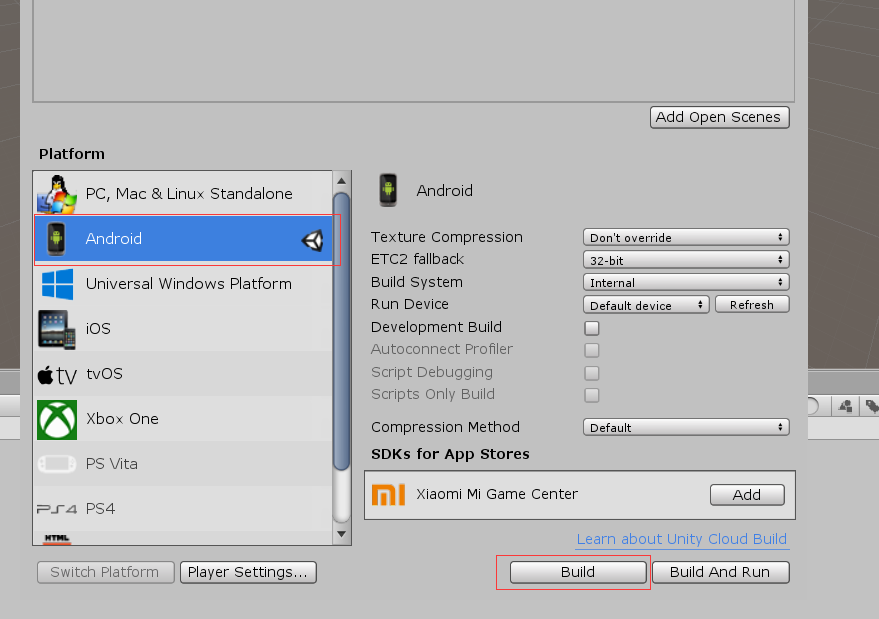 Add Open Scenes
Platform
PC, Mac & Linux Standalone
Android
Universal Windows Platform
iOS
tvOS
Xbox One
PS Vita
PS4
HTML
Android
Texture Compression Don't override
ETC2 fallback 32-bit
Build System Internal
Run Device Default device Refresh
Development Build
Autoconnect Profiler
Script Debugging
Scripts Only Build
Compression Method Default
SDKs for App Stores
Xiaomi Mi Game Center Add
Learn about Unity Cloud Build
Switch Platform Player Settings... Build Build And Run